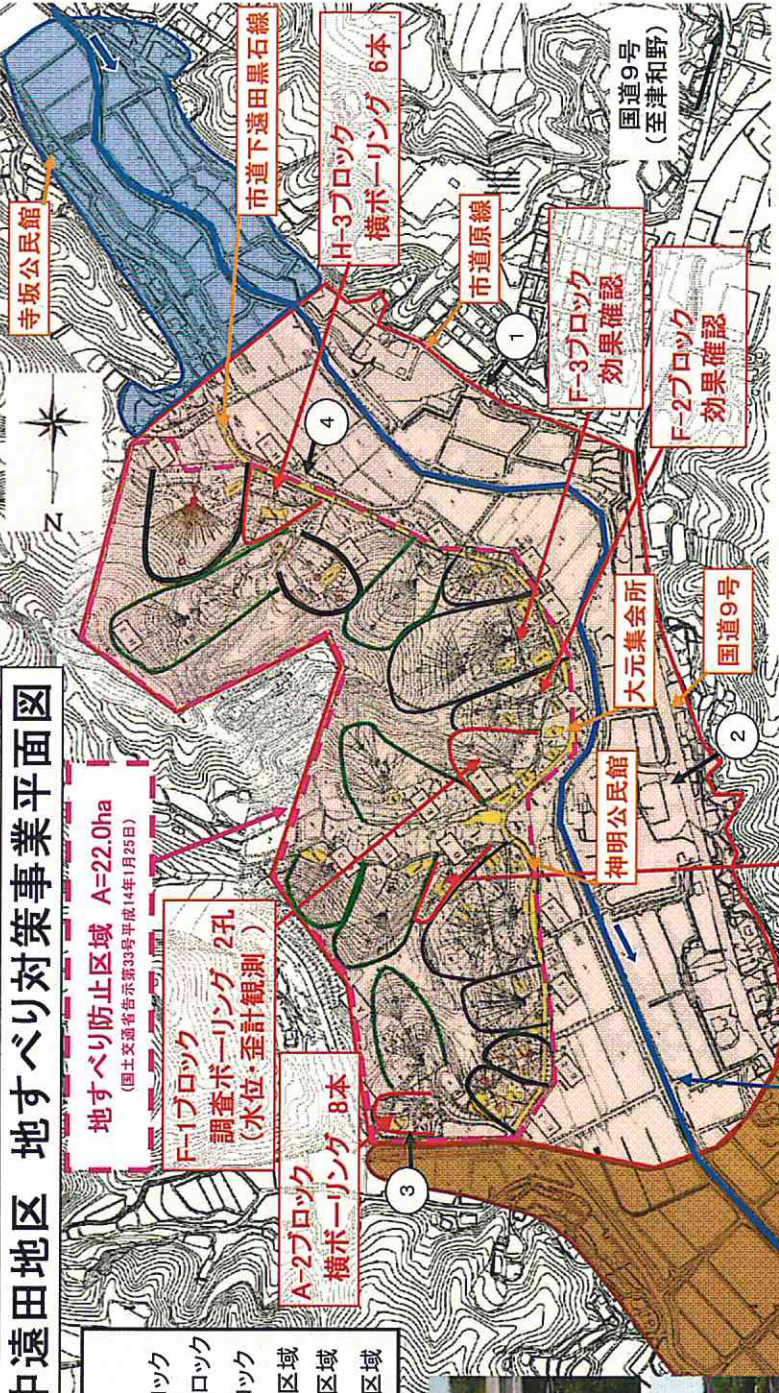 中遠田地区 地すべり対策事業平面図
地すべり防止区域 A=22.0ha
(国土交通省告示第33号平成14年1月25日)
F-1ブロック
調査ボーリング 2孔
(水位・歪計観測 )
A-2ブロック
横ボーリング 8本
ック
ロック
ック
区域
区域
区域
N
寺坂公民館
市道下遠田黒石線
H-3ブロック
横ボーリング 6本
市道原線
国道9号
(至津和野)
F-3ブロック
効果確認
F-2ブロック
効果確認
大元集会所
国道9号
神明公民館
1
2
3
4